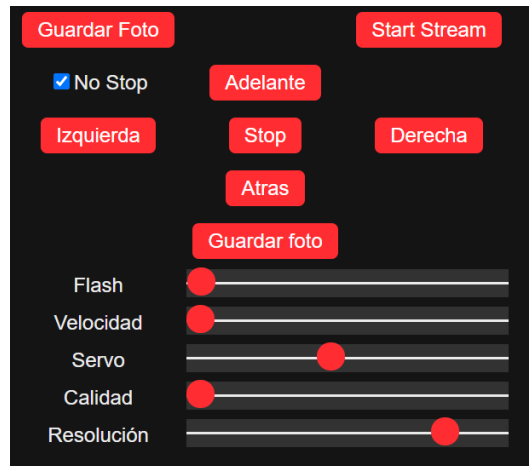 Guardar Foto Start Stream
No Stop Adelante
Izquierda Stop Derecha
Atras
Guardar foto
Flash
Velocidad
Servo
Calidad
Resolución